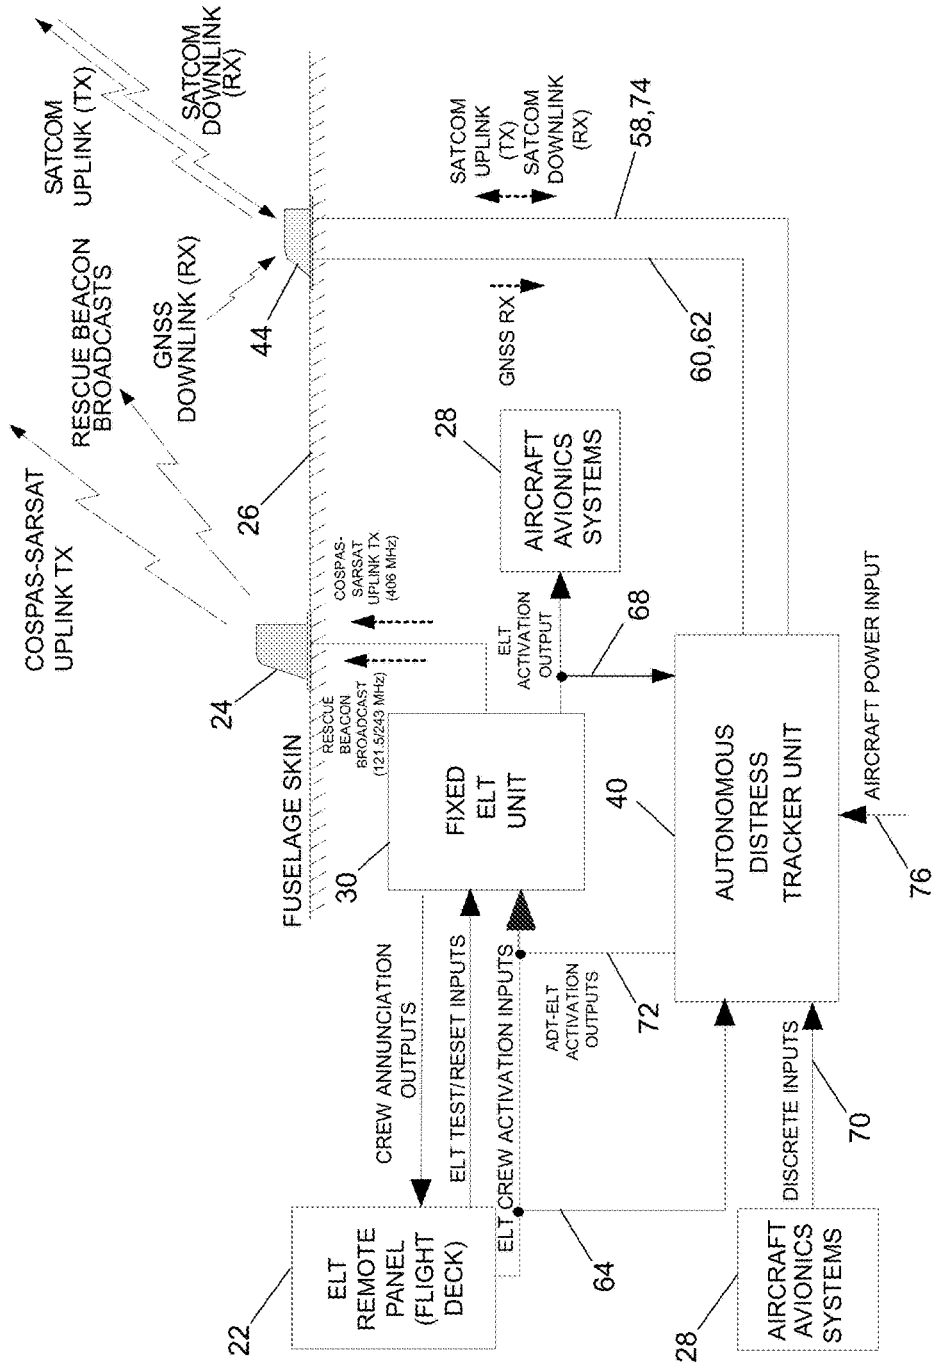 COSPAS-SARSAT
UPLINK TX
RESCUE BEACON
BROADCASTS
GNSS
DOWNLINK (RX)
SATCOM
UPLINK (TX)
SATCOM
DOWNLINK
(RX)
24
26
44
FUSELAGE SKIN
RESCUE
BEACON
BROADCAST
(121.5/243 MHz)
COSPAS-
SARSAT
UPLINK TX
(406 MHz)
22
ELT
REMOTE
PANEL
(FLIGHT
DECK)
CREW ANNUNCIATION
OUTPUTS
ELT TEST/RESET INPUTS
ELT CREW ACTIVATION INPUTS
30
FIXED
ELT
UNIT
ELT
ACTIVATION
OUTPUT
28
AIRCRAFT
AVIONICS
SYSTEMS
GNSS RX
SATCOM
UPLINK
(TX)
SATCOM
DOWNLINK
(RX)
58,74
60,62
68
64
ADT-ELT
ACTIVATION
OUTPUTS
72
40
AUTONOMOUS
DISTRESS
TRACKER UNIT
28
AIRCRAFT
AVIONICS
SYSTEMS
DISCRETE INPUTS
70
AIRCRAFT POWER INPUT
76